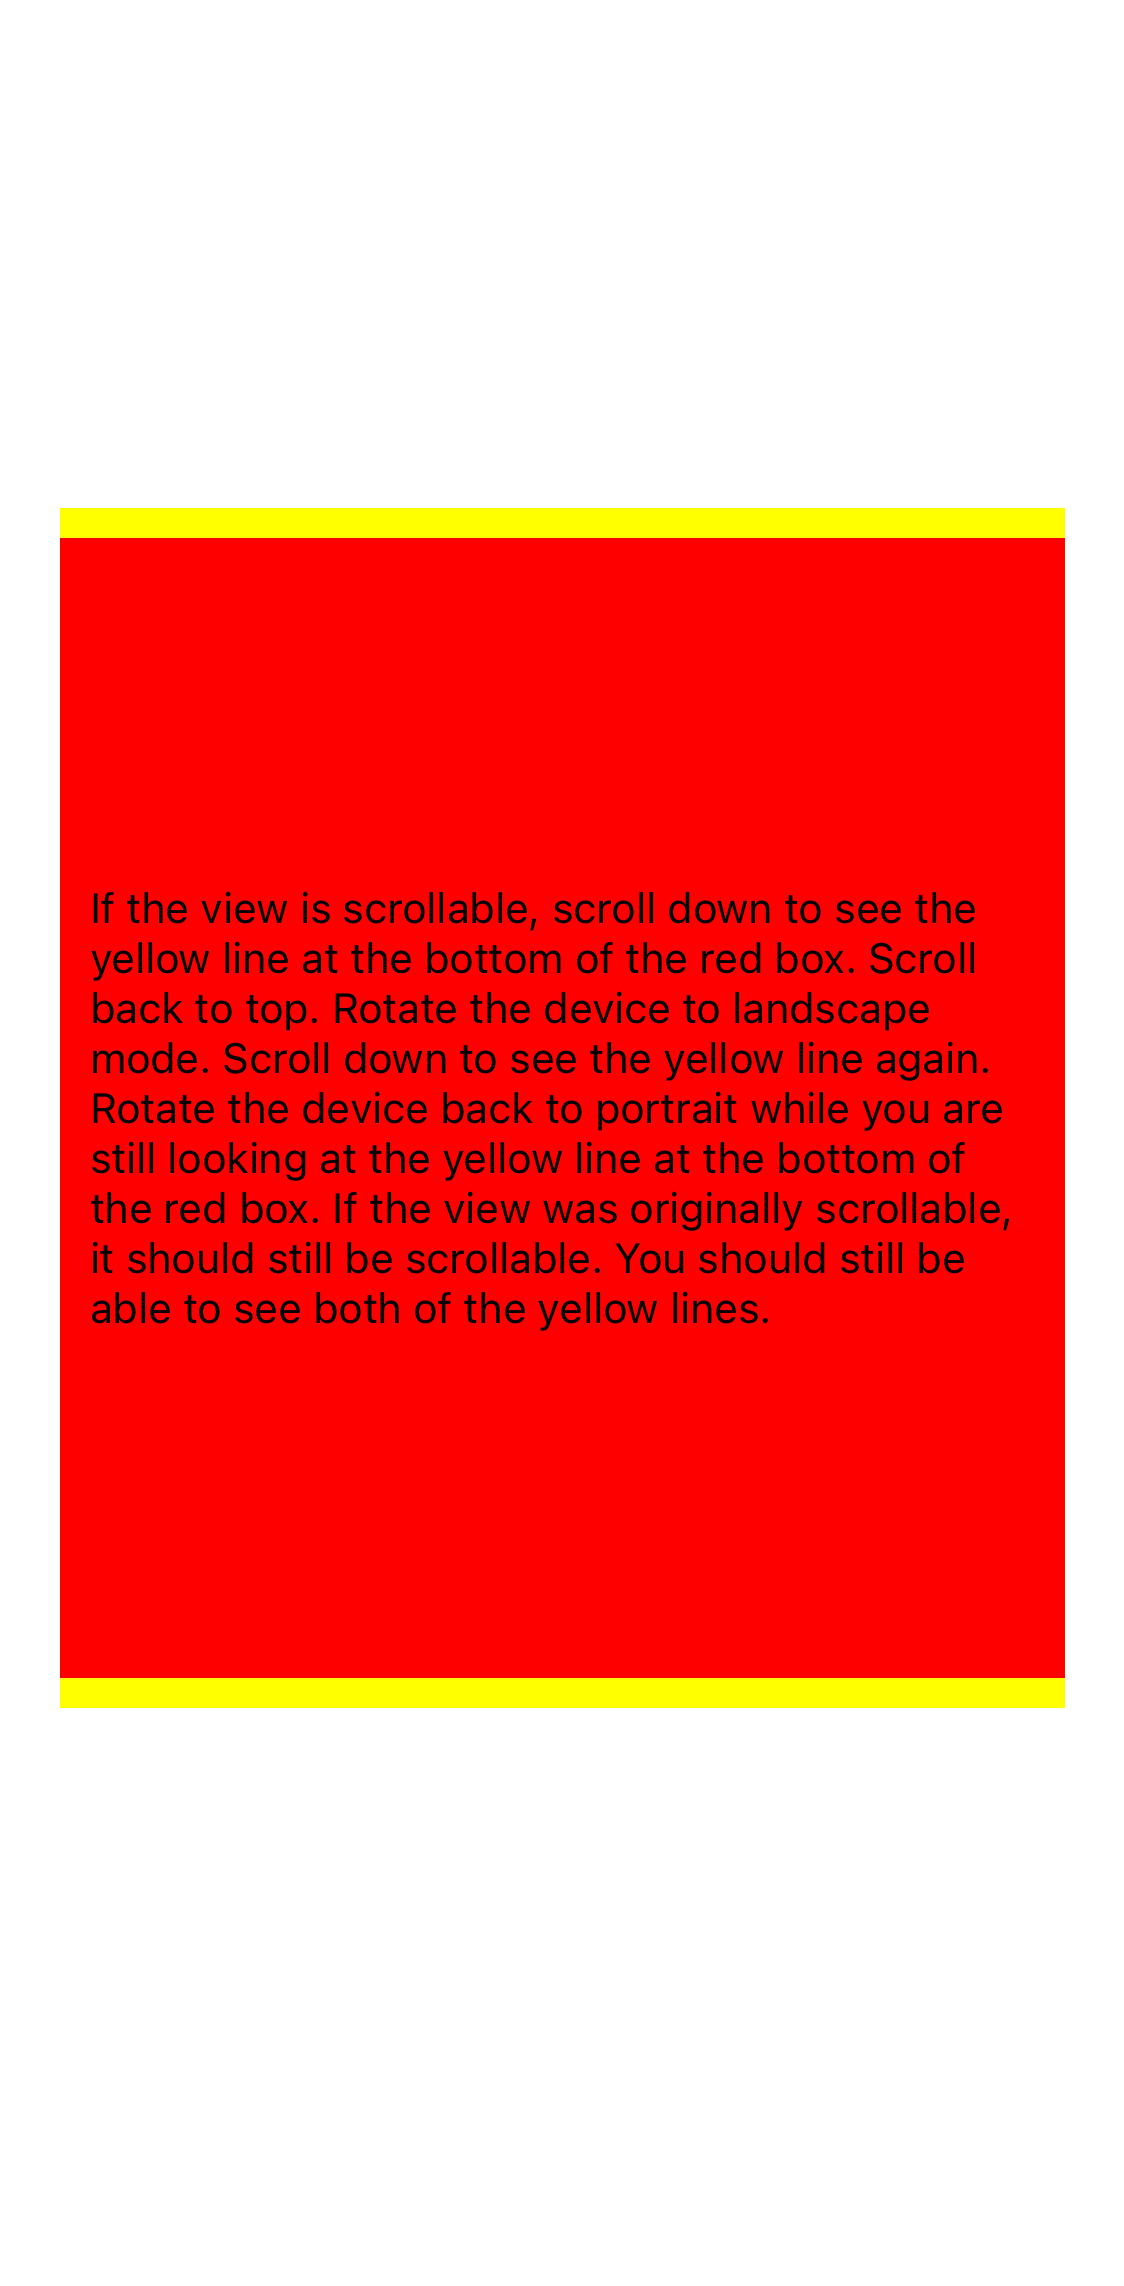 If the view is scrollable, scroll down to see the
yellow line at the bottom of the red box. Scroll
back to top. Rotate the device to landscape
mode. Scroll down to see the yellow line again.
Rotate the device back to portrait while you are
still looking at the yellow line at the bottom of
the red box. If the view was originally scrollable,
it should still be scrollable. You should still be
able to see both of the yellow lines.